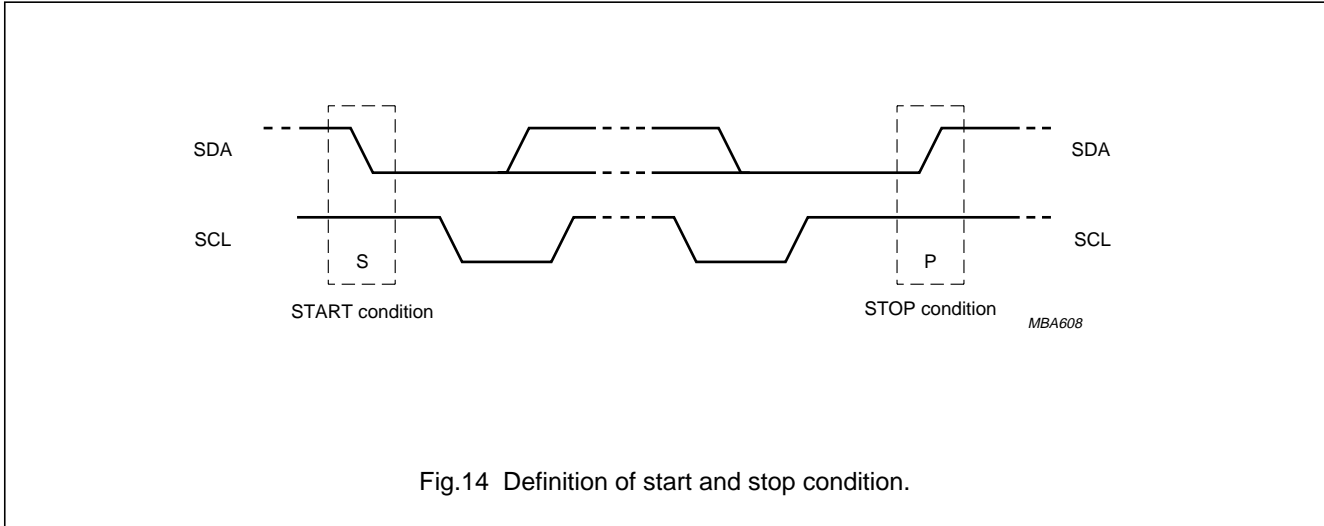 SDA
SDA
SCL
SCL
S
P
START condition
STOP condition
MBA608
Fig.14 Definition of start and stop condition.